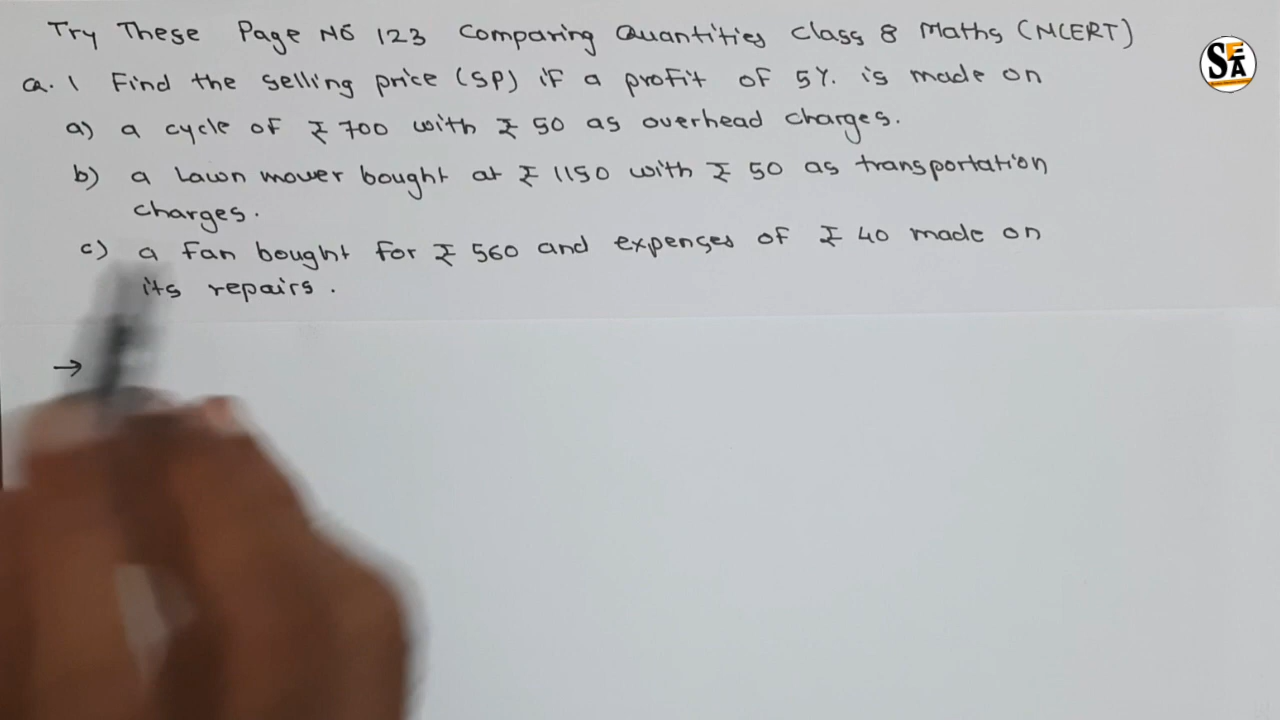 Try These Page No 123 Comparing Quantities Class 8 Maths (NCERT)
Q. 1 Find the selling price (SP) if a profit of 5% is made on
a) a cycle of ₹ 700 with ₹ 50 as overhead charges.
b) a lawn mower bought at ₹ 1150 with ₹ 50 as transportation
charges.
c) a fan bought for ₹ 560 and expenses of ₹ 40 made on
its repairs.
→
SFA